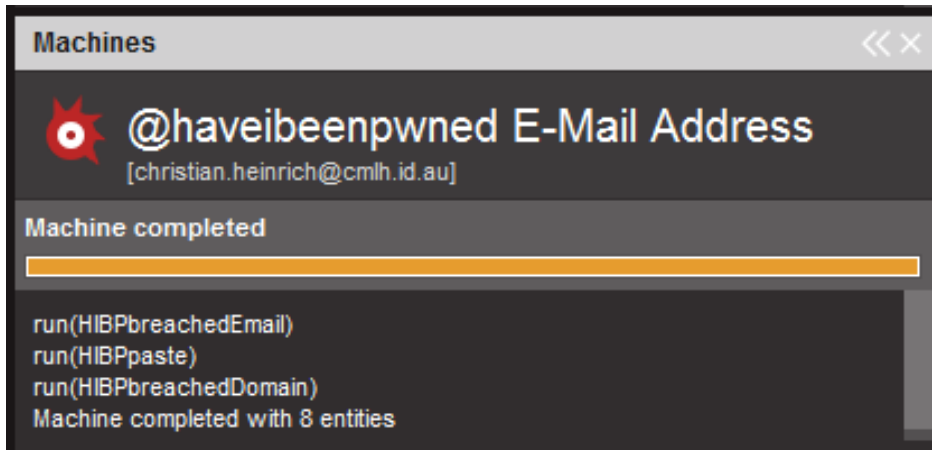 Machines
@haveibeenpwned E-Mail Address
[christian.heinrich@cmlh.id.au]
Machine completed
run(HIBPbreachedEmail)
run(HIBPpaste)
run(HIBPbreachedDomain)
Machine completed with 8 entities